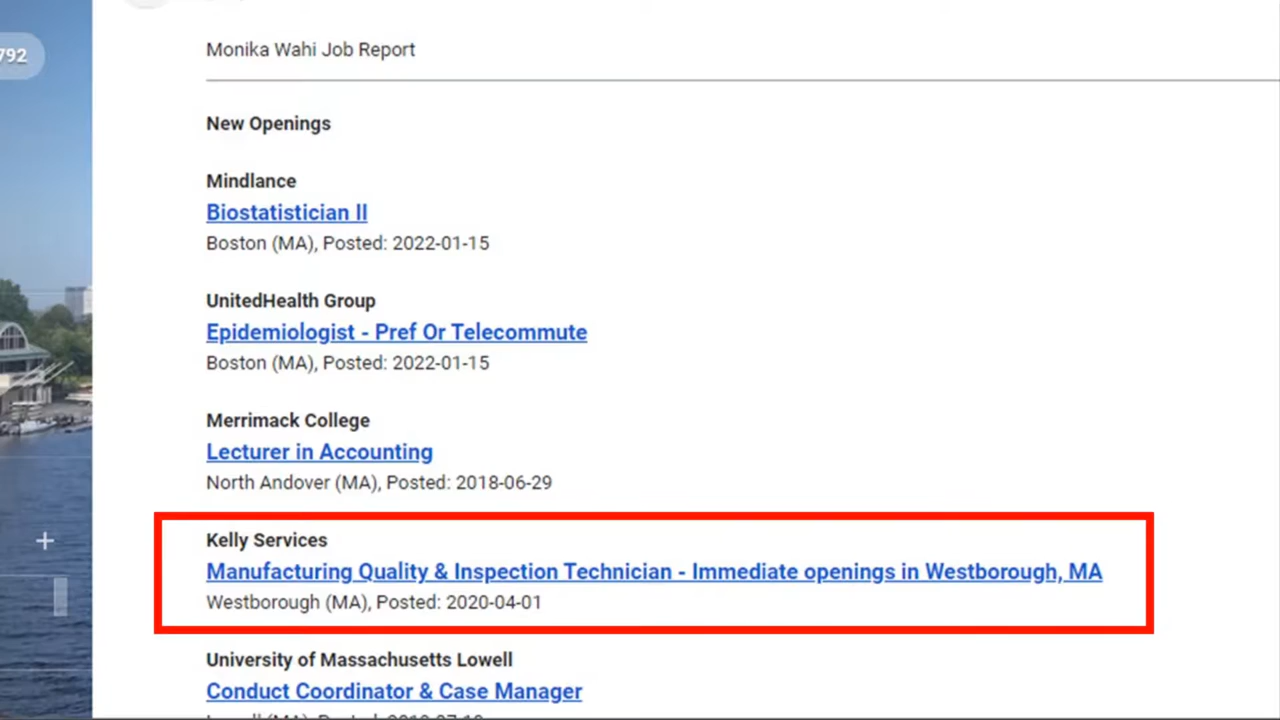 792
Monika Wahi Job Report
New Openings
Mindlance
Biostatistician II
Boston (MA), Posted: 2022-01-15
UnitedHealth Group
Epidemiologist - Pref Or Telecommute
Boston (MA), Posted: 2022-01-15
Merrimack College
Lecturer in Accounting
North Andover (MA), Posted: 2018-06-29
Kelly Services
Manufacturing Quality & Inspection Technician - Immediate openings in Westborough, MA
Westborough (MA), Posted: 2020-04-01
University of Massachusetts Lowell
Conduct Coordinator & Case Manager